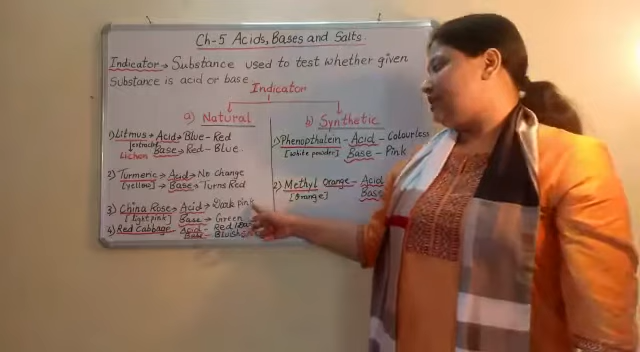 Ch-5 Acids, Bases and Salts.
Indicator → Substance used to test whether given
Substance is acid or base.
Indicator
a) Natural
1) Litmus → Acid → Blue - Red
extracted
Lichen Base → Red - Blue.
2) Turmeric → Acid → No Change
[yellow] → Base → Turns Red
3) China Rose → Acid → Dark pink
[light pink] Base → Green
4) Red Cabbage Acid - Red
Base - Bluish
b) Synthetic
1) Phenopthalein - Acid - Colourless
[white powder] Base - Pink
2) Methyl Orange - Acid
[Orange] Base